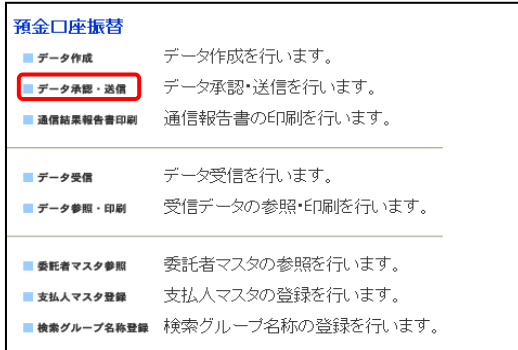 預金口座振替
データ作成 データ作成を行います。
データ承認・送信 データ承認・送信を行います。
通信結果報告書印刷 通信報告書の印刷を行います。
データ受信 データ受信を行います。
データ参照・印刷 受信データの参照・印刷を行います。
委託者マスタ参照 委託者マスタの参照を行います。
支払人マスタ登録 支払人マスタの登録を行います。
検索グループ名称登録 検索グループ名称の登録を行います。